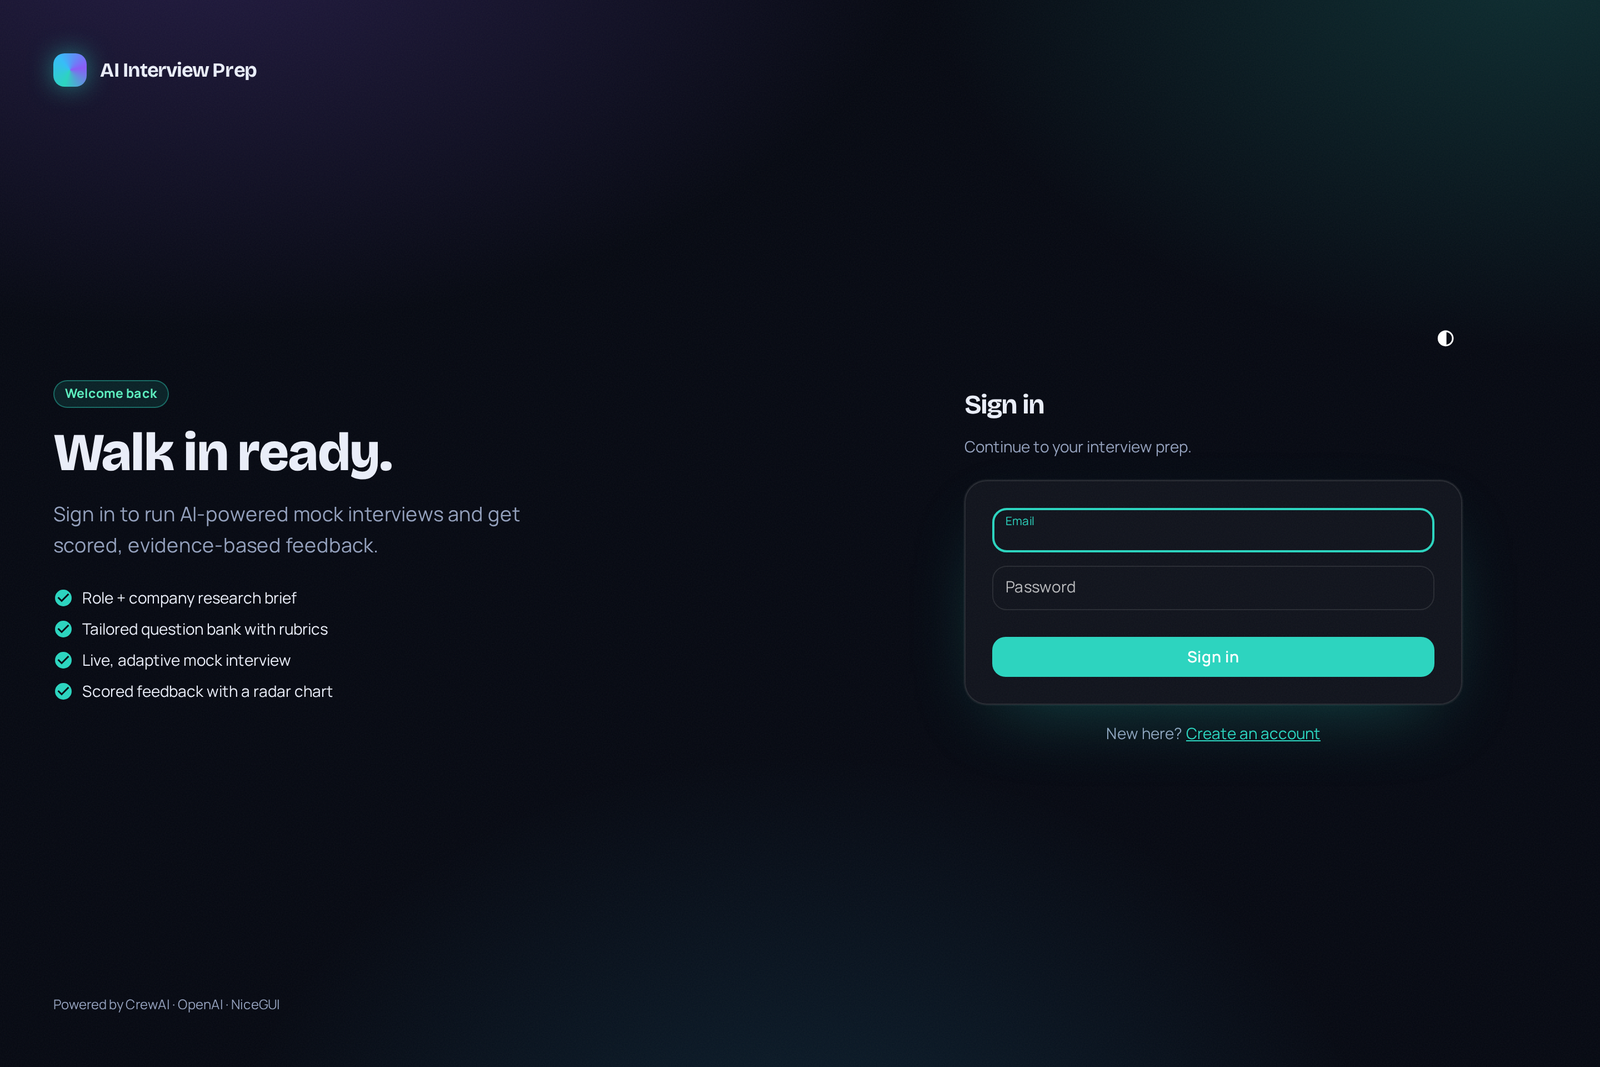 AI Interview Prep
Welcome back
Walk in ready.
Sign in to run AI-powered mock interviews and get
scored, evidence-based feedback.
Role + company research brief
Tailored question bank with rubrics
Live, adaptive mock interview
Scored feedback with a radar chart
Powered by CrewAI · OpenAI · NiceGUI
Sign in
Continue to your interview prep.
Email
Password
Sign in
New here? Create an account